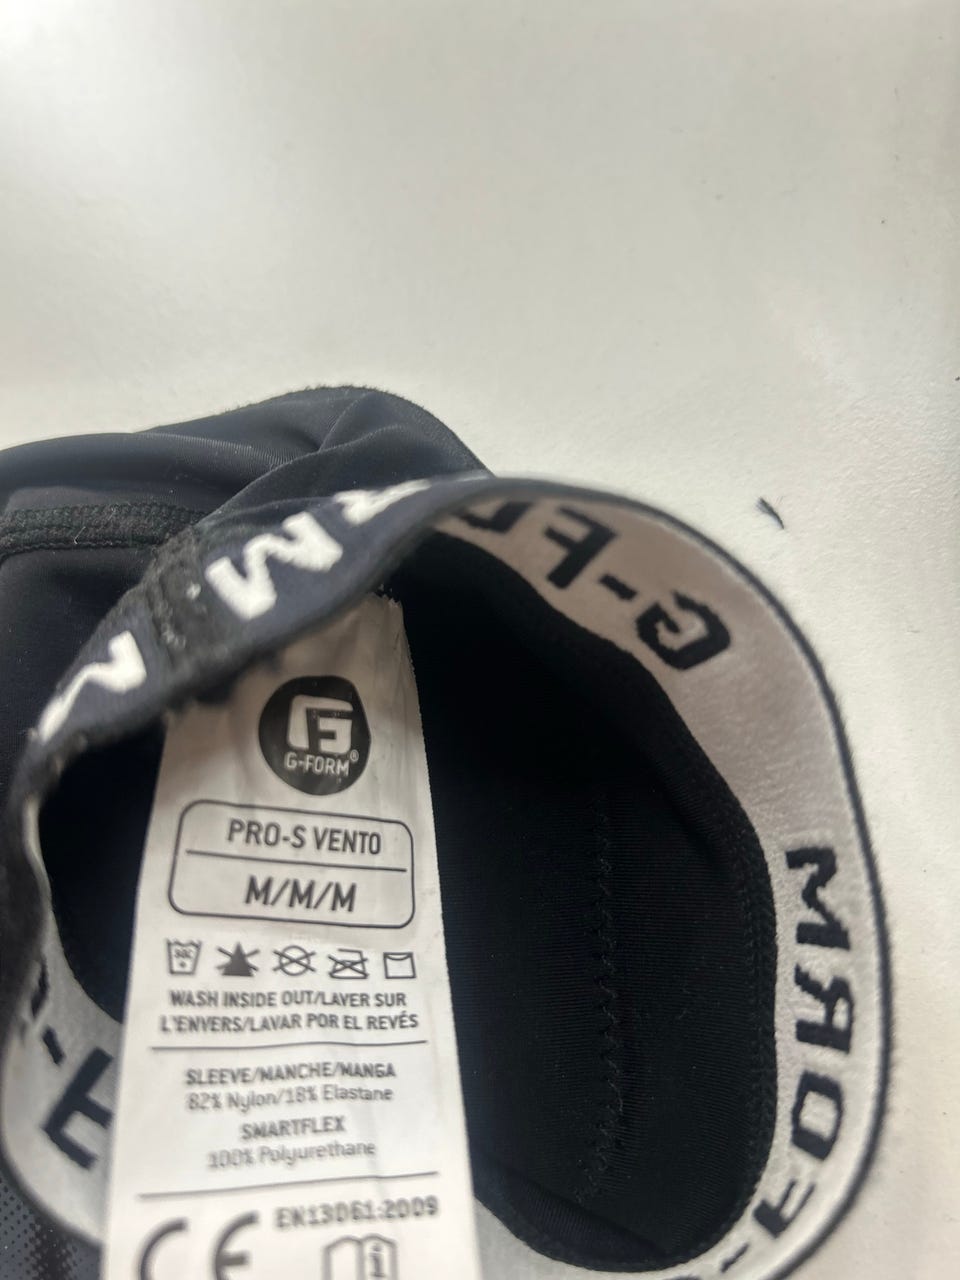 G-FORM®
PRO-S VENTO
M/M/M
WASH INSIDE OUT/LAVER SUR
L'ENVERS/LAVAR POR EL REVÉS
SLEEVE/MANCHE/MANGA
82% Nylon/18% Elastane
SMARTFLEX
100% Polyurethane
EN13061:2009
CE